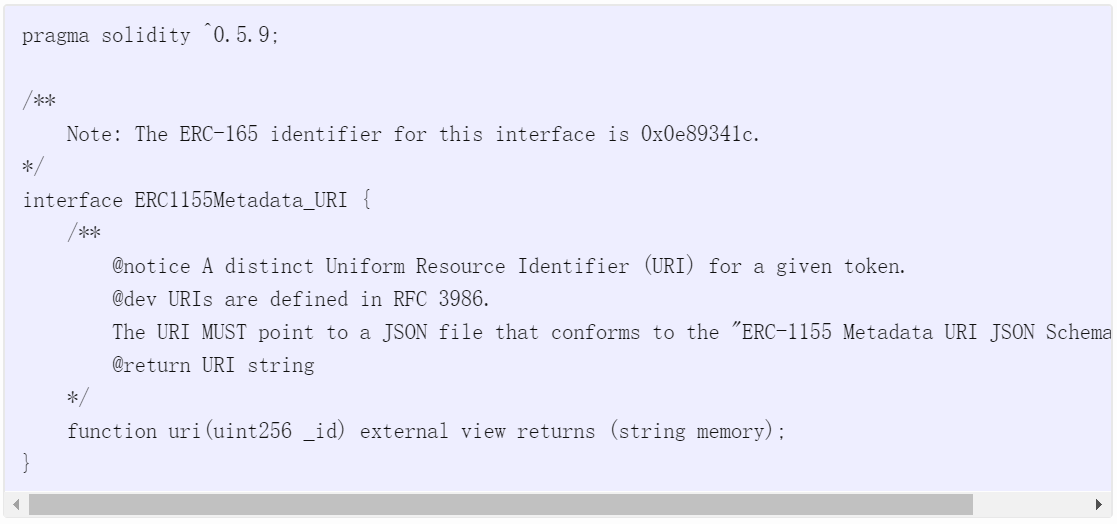 pragma solidity ^0.5.9;
/**
Note: The ERC-165 identifier for this interface is 0x0e89341c.
*/
interface ERC1155Metadata_URI {
/**
@notice A distinct Uniform Resource Identifier (URI) for a given token.
@dev URIs are defined in RFC 3986.
The URI MUST point to a JSON file that conforms to the "ERC-1155 Metadata URI JSON Schema
@return URI string
*/
function uri(uint256 _id) external view returns (string memory);
}